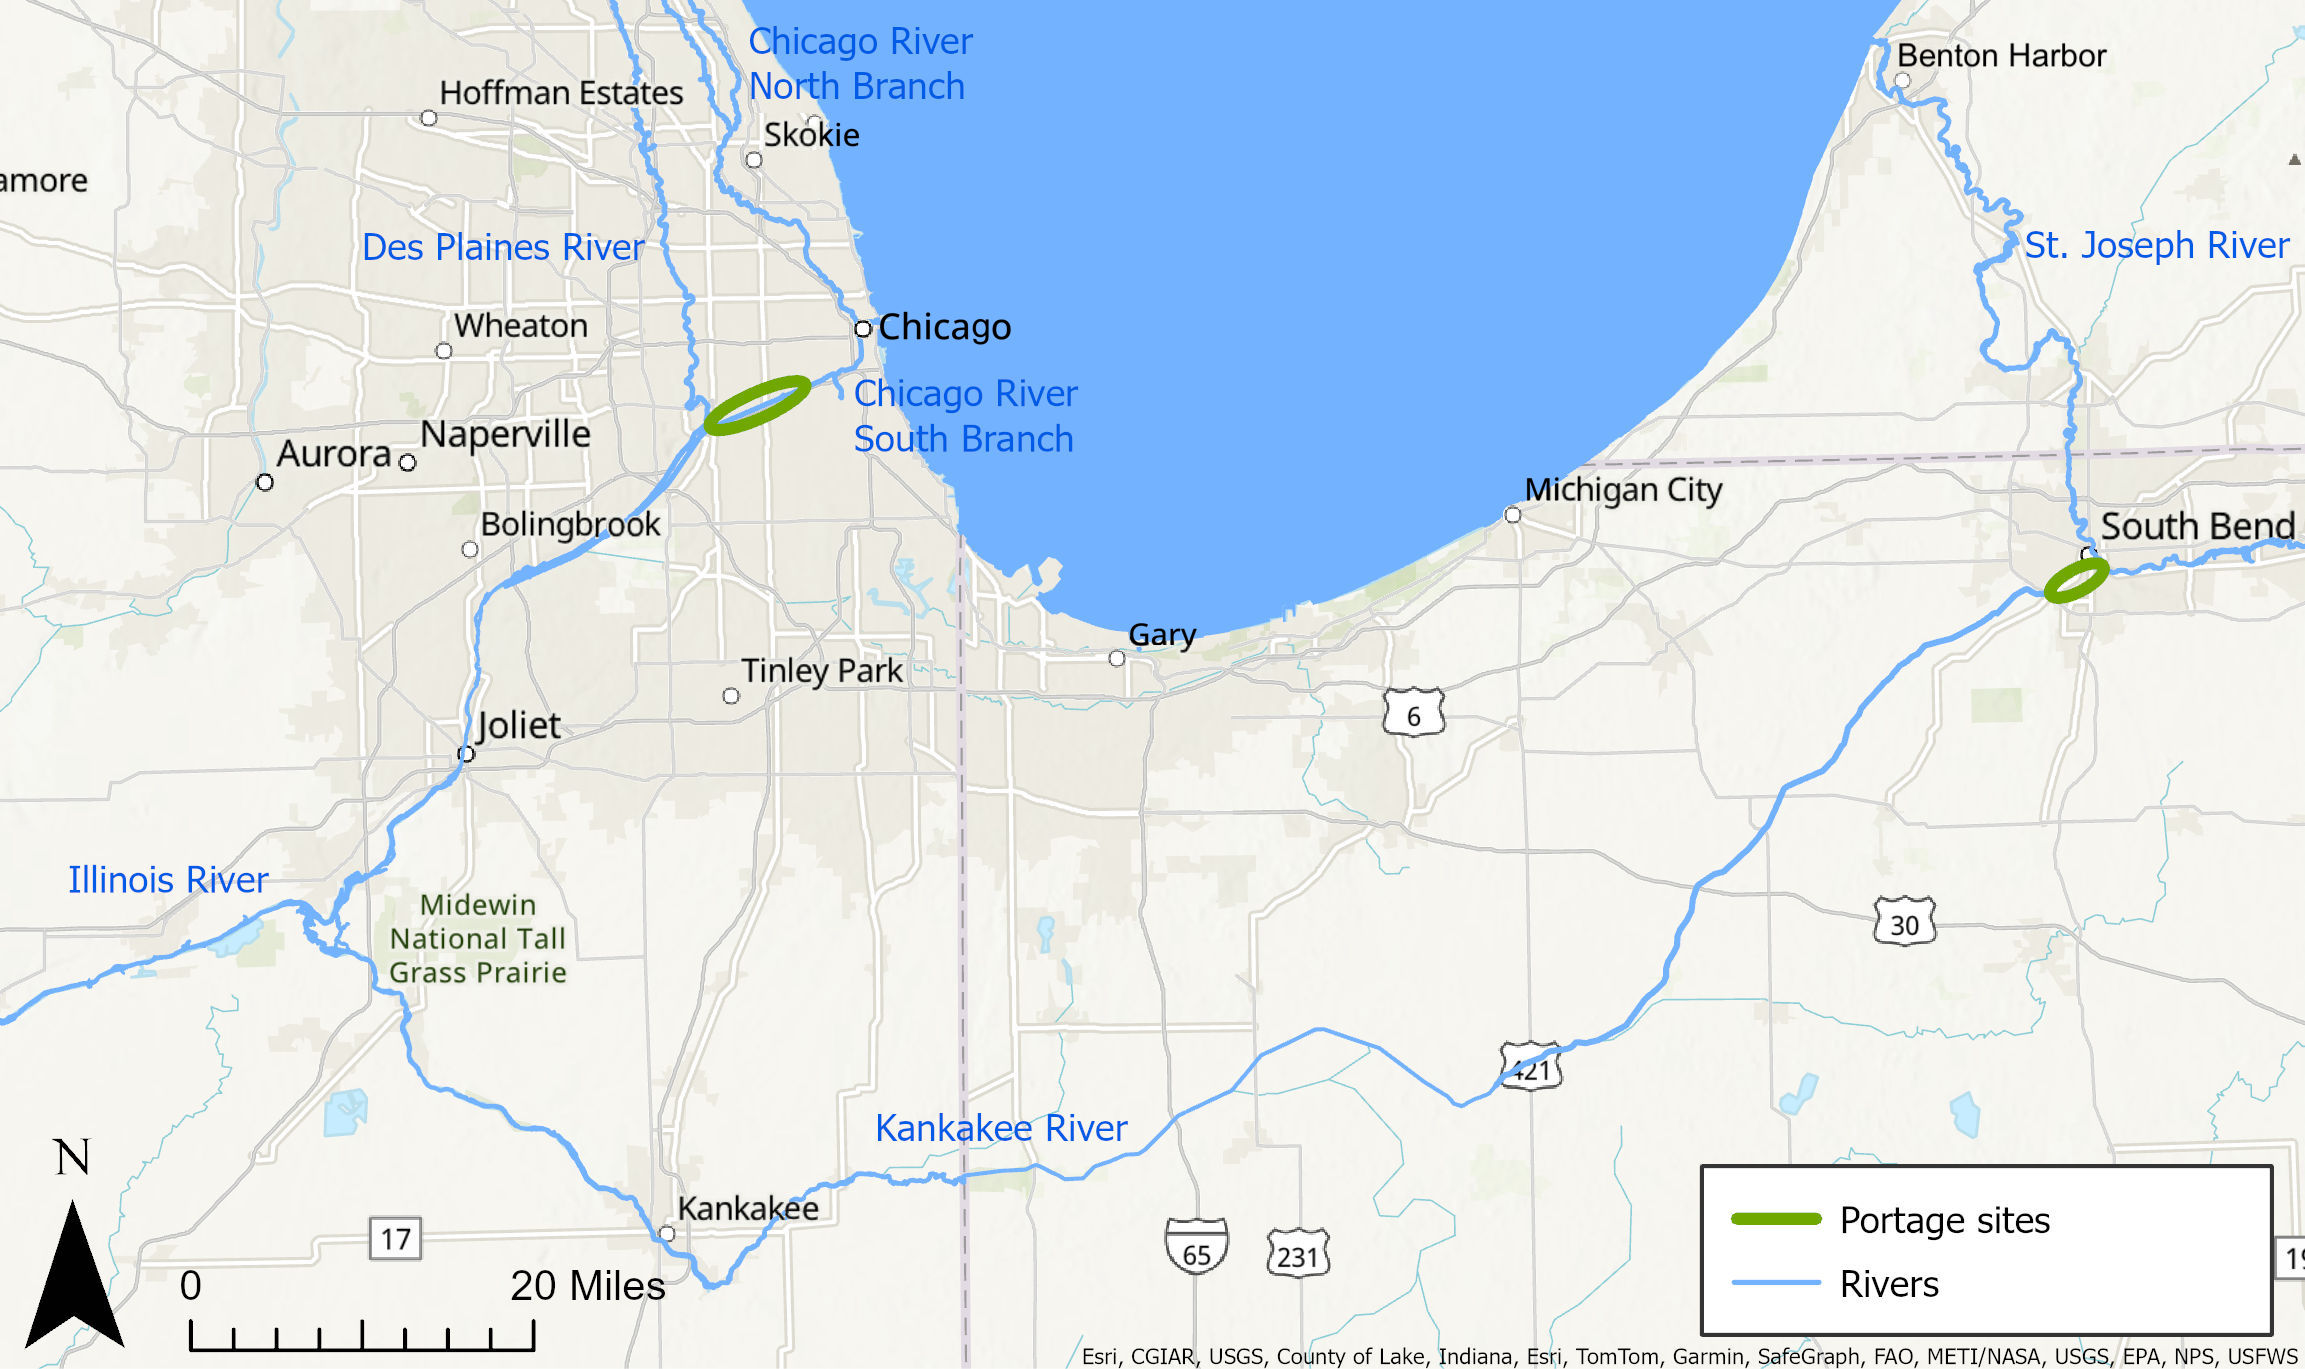 Chicago River
North Branch
Benton Harbor
Hoffman Estates
Skokie
amore
Des Plaines River
St. Joseph River
Wheaton
Chicago
Chicago River
South Branch
Naperville
Aurora
Michigan City
Bolingbrook
South Bend
Gary
Tinley Park
6
Joliet
Illinois River
Midewin
National Tall
Grass Prairie
30
421
Kankakee River
N
Kankakee
17
65
231
19
0
20 Miles
Portage sites
Rivers
Esri, CGIAR, USGS, County of Lake, Indiana, Esri, TomTom, Garmin, SafeGraph, FAO, METI/NASA, USGS, EPA, NPS, USFWS